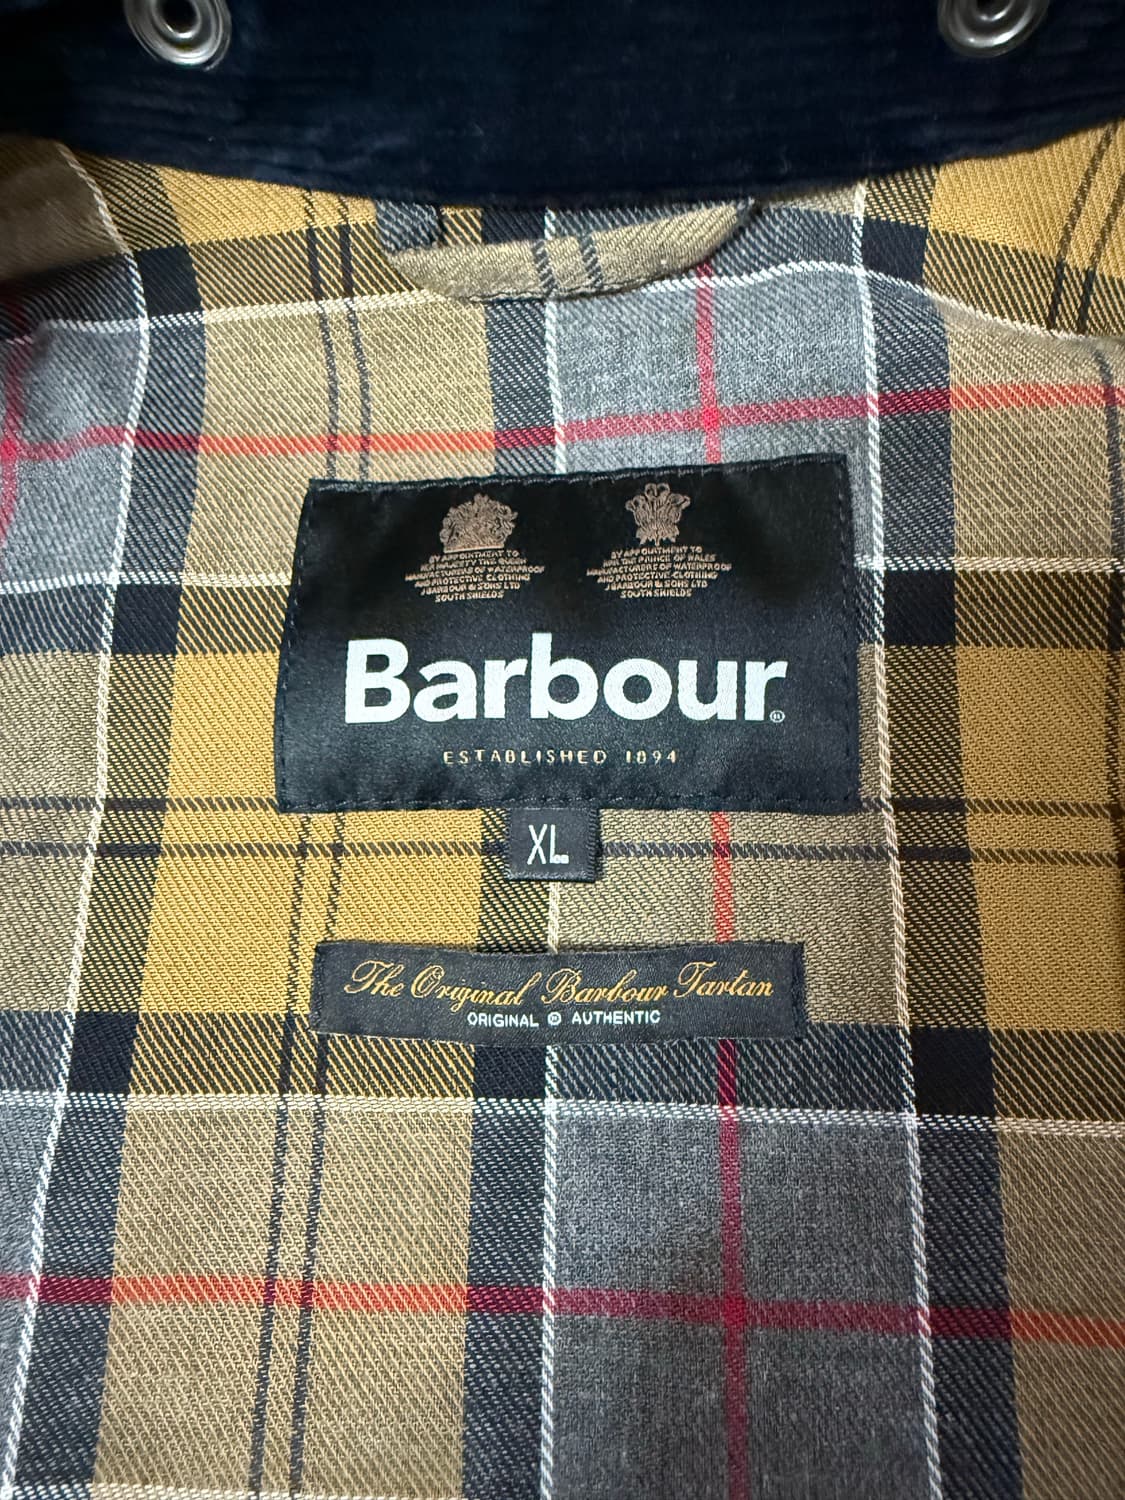 BY APPOINTMENT TO
HER MAJESTY THE QUEEN
MANUFACTURERS OF WATERPROOF
AND PROTECTIVE CLOTHING
J BARBOUR & SONS LTD
SOUTH SHIELDS
BY APPOINTMENT TO
HRH THE PRINCE OF WALES
MANUFACTURERS OF WATERPROOF
AND PROTECTIVE CLOTHING
J BARBOUR & SONS LTD
SOUTH SHIELDS
Barbour®
ESTABLISHED 1894
XL
The Original Barbour Tartan
ORIGINAL ® AUTHENTIC